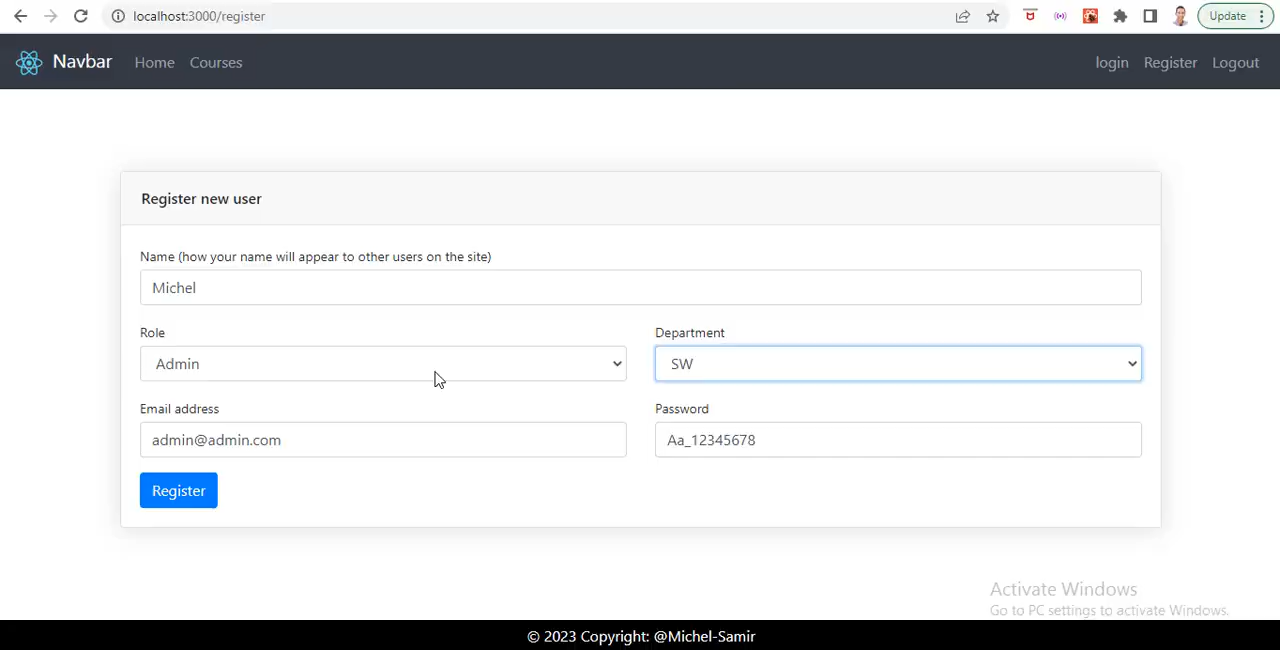 localhost:3000/register
Update
Navbar Home Courses login Register Logout
Register new user
Name (how your name will appear to other users on the site)
Michel
Role Department
Admin SW
Email address Password
admin@admin.com Aa_12345678
Register
Activate Windows
Go to PC settings to activate Windows.
© 2023 Copyright: @Michel-Samir